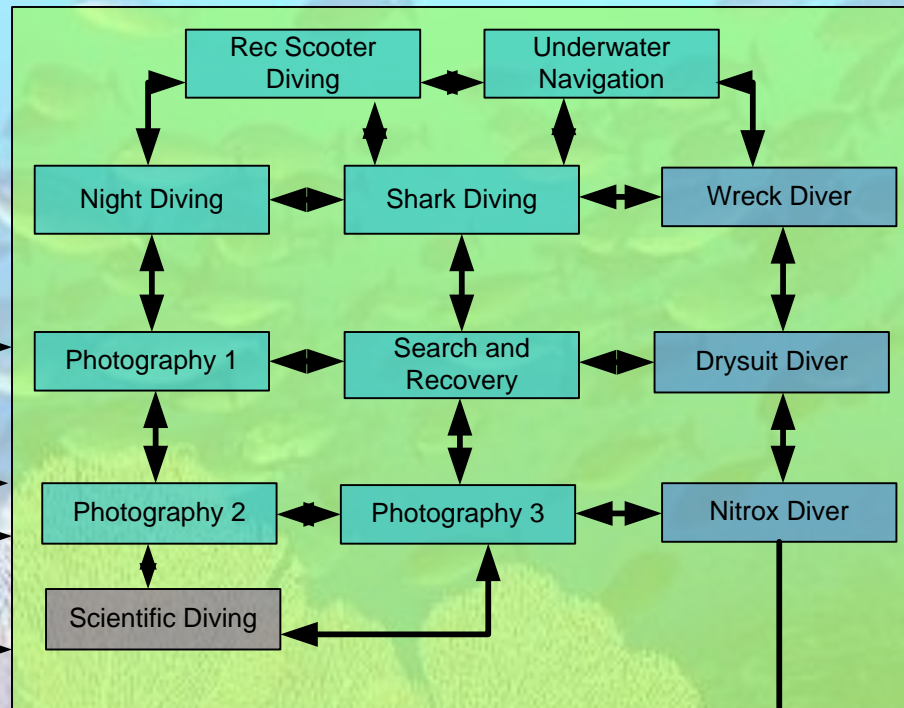 Rec Scooter
Diving
Underwater
Navigation
Night Diving
Shark Diving
Wreck Diver
Photography 1
Search and
Recovery
Drysuit Diver
Photography 2
Photography 3
Nitrox Diver
Scientific Diving